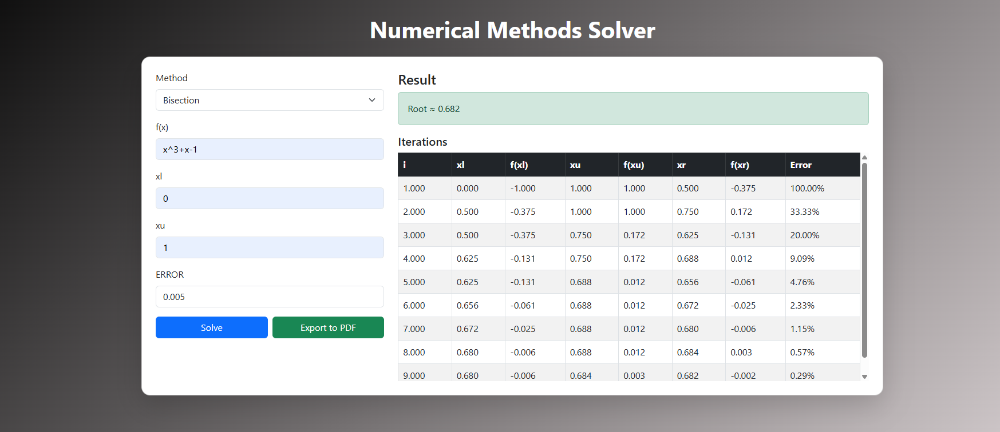 Numerical Methods Solver
Method
Bisection
f(x)
x^3+x-1
xl
0
xu
1
ERROR
0.005
Solve Export to PDF
Result
Root ≈ 0.682
Iterations
i xl f(xl) xu f(xu) xr f(xr) Error
1.000 0.000 -1.000 1.000 1.000 0.500 -0.375 100.00%
2.000 0.500 -0.375 1.000 1.000 0.750 0.172 33.33%
3.000 0.500 -0.375 0.750 0.172 0.625 -0.131 20.00%
4.000 0.625 -0.131 0.750 0.172 0.688 0.012 9.09%
5.000 0.625 -0.131 0.688 0.012 0.656 -0.061 4.76%
6.000 0.656 -0.061 0.688 0.012 0.672 -0.025 2.33%
7.000 0.672 -0.025 0.688 0.012 0.680 -0.006 1.15%
8.000 0.680 -0.006 0.688 0.012 0.684 0.003 0.57%
9.000 0.680 -0.006 0.684 0.003 0.682 -0.002 0.29%